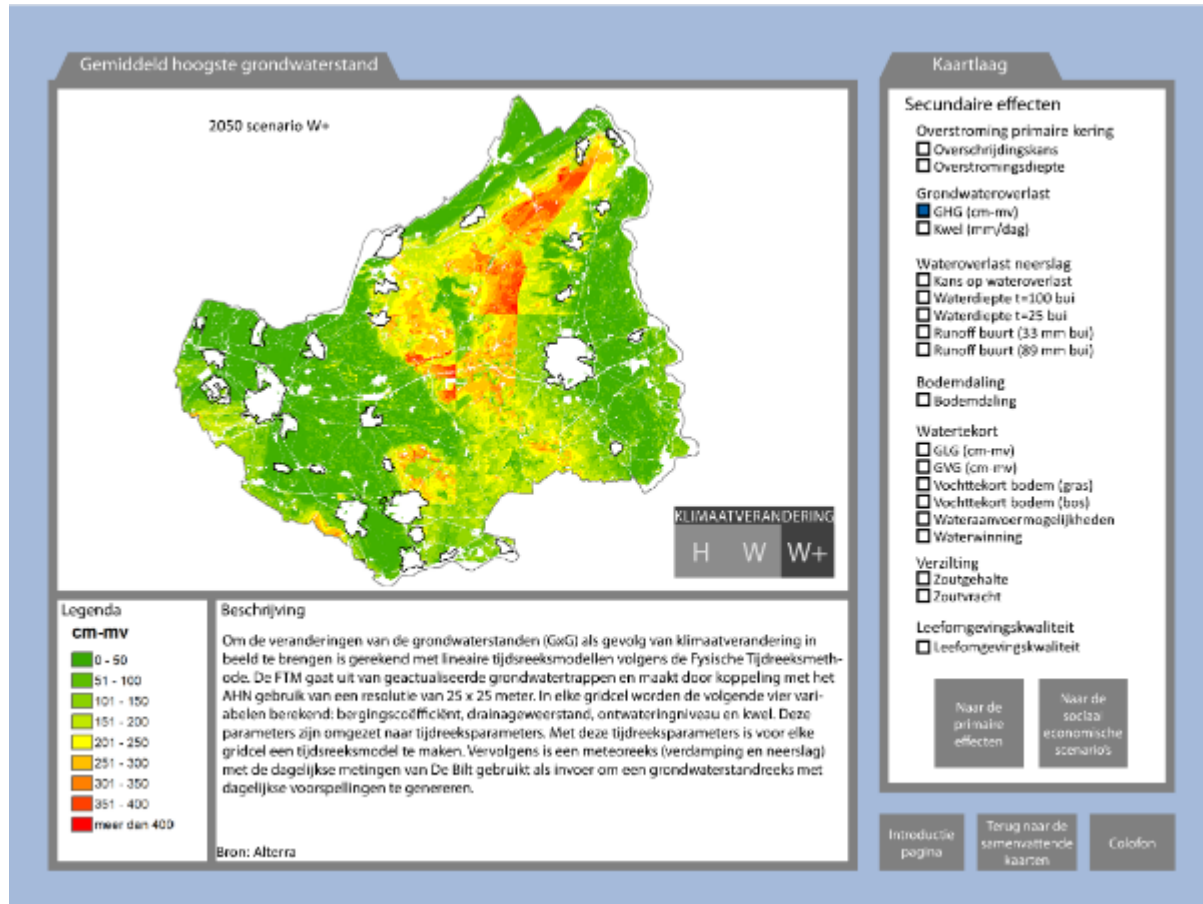 Gemiddeld hoogste grondwaterstand
2050 scenario W+
KLIMAATVERANDERING
H W W+
Legenda
cm-mv
0 - 50
51 - 100
101 - 150
151 - 200
201 - 250
251 - 300
301 - 350
351 - 400
meer dan 400
Beschrijving
Om de veranderingen van de grondwaterstanden (GxG) als gevolg van klimaatverandering in
beeld te brengen is gerekend met lineaire tijdsreeksmodellen volgens de Fysische Tijdreeksmeth-
ode. De FTM gaat uit van geactualiseerde grondwatertrappen en maakt door koppeling met het
AHN gebruik van een resolutie van 25 x 25 meter. In elke gridcel worden de volgende vier vari-
abelen berekend: bergingscoëfficiënt, drainageweerstand, ontwateringniveau en kwel. Deze
parameters zijn omgezet naar tijdreeksparameters. Met deze tijdreeksparameters is voor elke
gridcel een tijdsreeksmodel te maken. Vervolgens is een meteoreeks (verdamping en neerslag)
met de dagelijkse metingen van De Bilt gebruikt als invoer om een grondwaterstandreeks met
dagelijkse voorspellingen te genereren.
Bron: Alterra
Kaartlaag
Secundaire effecten
Overstroming primaire kering
Overschrijdingskans
Overstromingsdiepte
Grondwateroverlast
GHG (cm-mv)
Kwel (mm/dag)
Wateroverlast neerslag
Kans op wateroverlast
Waterdiepte t=100 bui
Waterdiepte t=25 bui
Runoff buurt (33 mm bui)
Runoff buurt (89 mm bui)
Bodemdaling
Bodemdaling
Watertekort
GLG (cm-mv)
GVG (cm-mv)
Vochttekort bodem (gras)
Vochttekort bodem (bos)
Wateraanvoermogelijkheden
Waterwinning
Verzilting
Zoutgehalte
Zoutvracht
Leefomgevingskwaliteit
Leefomgevingskwaliteit
Naar de
primaire
effecten
Naar de
sociaal
economische
scenario's
Introductie
pagina
Terug naar de
samenvattende
kaarten
Colofon